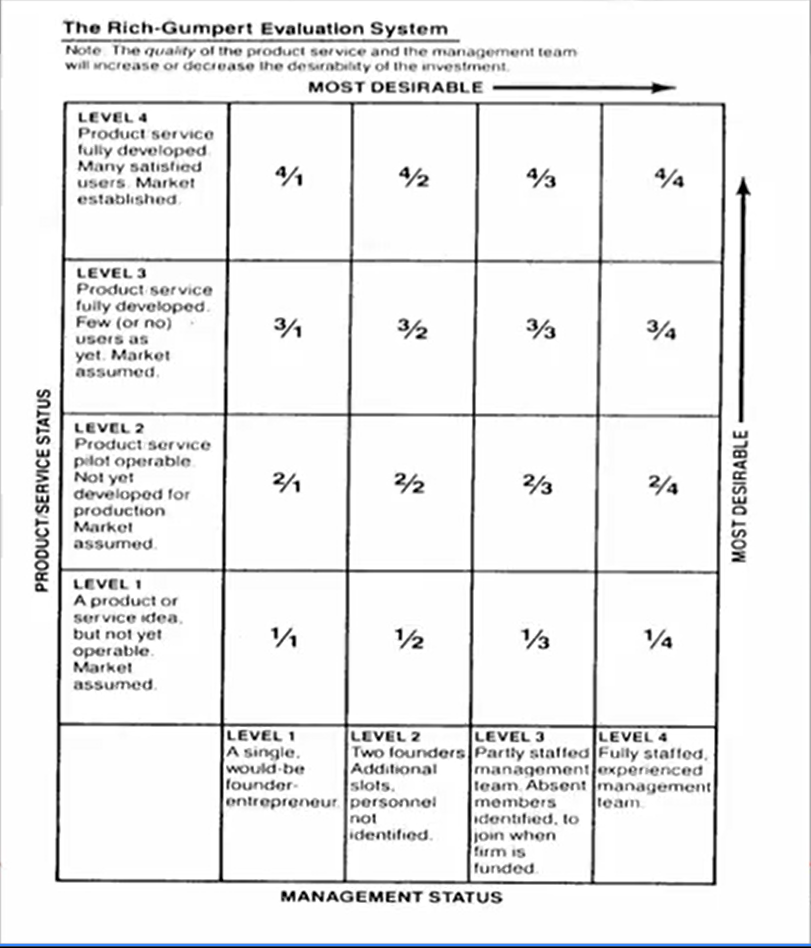 The Rich-Gumpert Evaluation System
Note: The quality of the product service and the management team
will increase or decrease the desirability of the investment.
MOST DESIRABLE
LEVEL 4
Product service
fully developed.
Many satisfied
users. Market
established.
4/1
4/2
4/3
4/4
LEVEL 3
Product service
fully developed.
Few (or no)
users as
yet. Market
assumed.
3/1
3/2
3/3
3/4
LEVEL 2
Product service
pilot operable.
Not yet
developed for
production
Market
assumed.
2/1
2/2
2/3
2/4
LEVEL 1
A product or
service idea,
but not yet
operable.
Market
assumed.
1/1
1/2
1/3
1/4
PRODUCT/SERVICE STATUS
MOST DESIRABLE
LEVEL 1
A single,
would-be
founder-
entrepreneur.
LEVEL 2
Two founders
Additional
slots,
personnel
not
identified.
LEVEL 3
Partly staffed
management
team. Absent
members
identified, to
join when
firm is
funded.
LEVEL 4
Fully staffed,
experienced
management
team.
MANAGEMENT STATUS